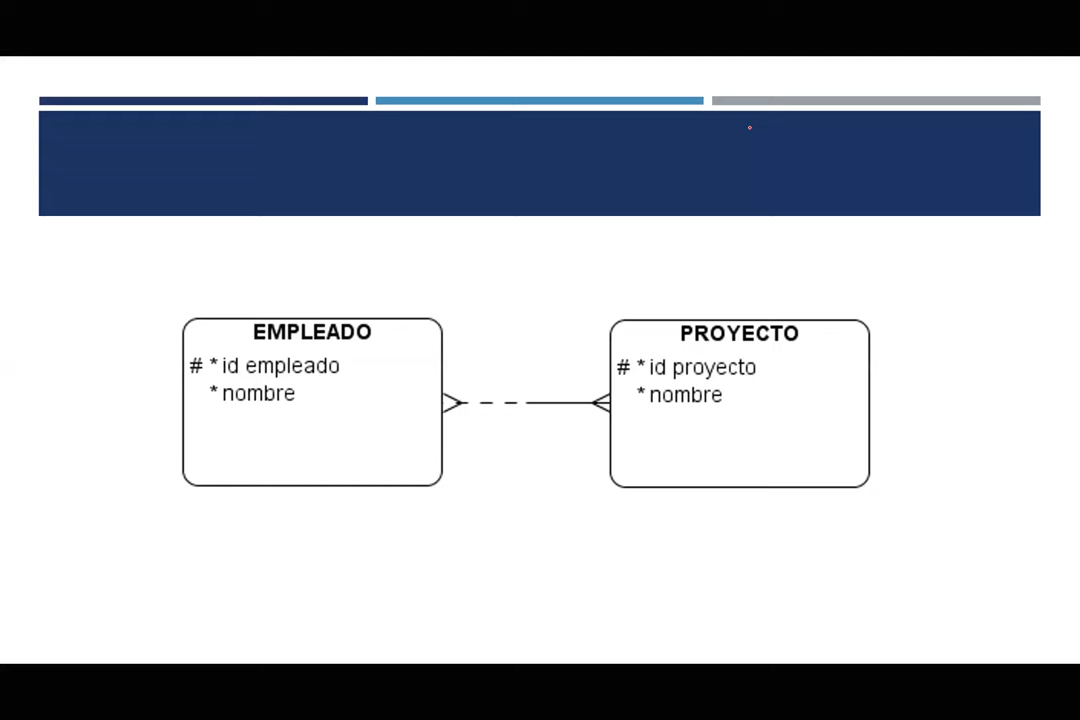 EMPLEADO
# * id empleado
* nombre
PROYECTO
# * id proyecto
* nombre